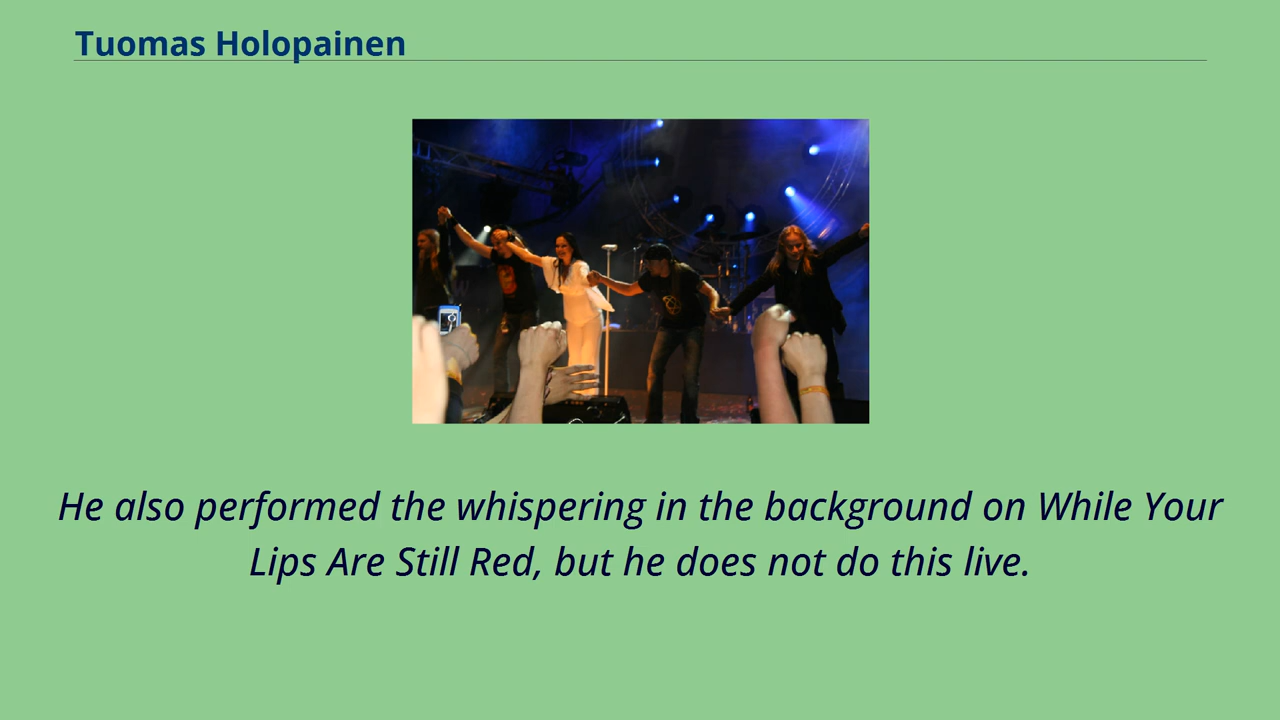 Tuomas Holopainen
He also performed the whispering in the background on While Your
Lips Are Still Red, but he does not do this live.